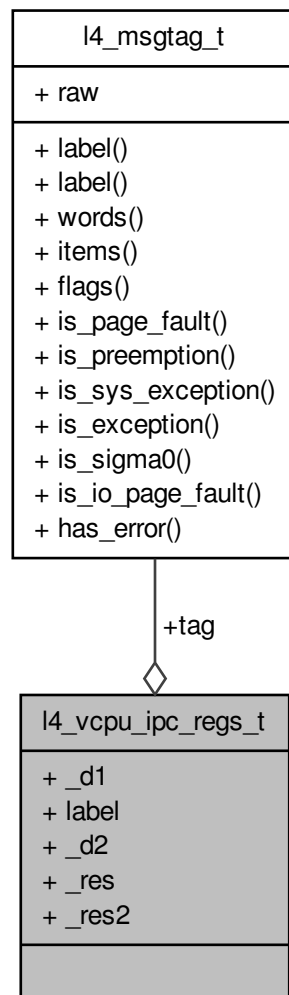 l4_msgtag_t
+ raw
+ label()
+ label()
+ words()
+ items()
+ flags()
+ is_page_fault()
+ is_preemption()
+ is_sys_exception()
+ is_exception()
+ is_sigma0()
+ is_io_page_fault()
+ has_error()
+tag
l4_vcpu_ipc_regs_t
+ _d1
+ label
+ _d2
+ _res
+ _res2